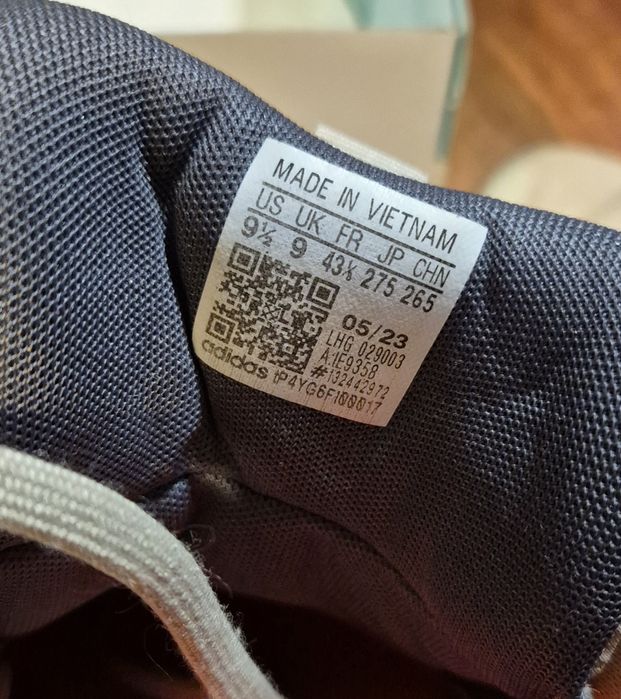 MADE IN VIETNAM
US UK FR JP CHN
9½ 9 43⅓ 275 265
05/23
LHG 029003
A1E9358
#132442972
adidas tP4YG6FI00017